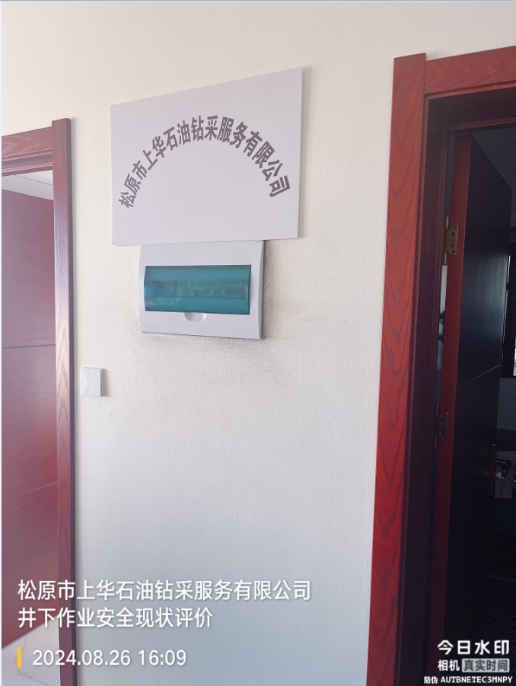 松原市上华石油钻采服务有限公司
松原市上华石油钻采服务有限公司
井下作业安全现状评价
2024.08.26 16:09
今日水印
相机 真实时间
防伪 AUTBNETEC3MNPY